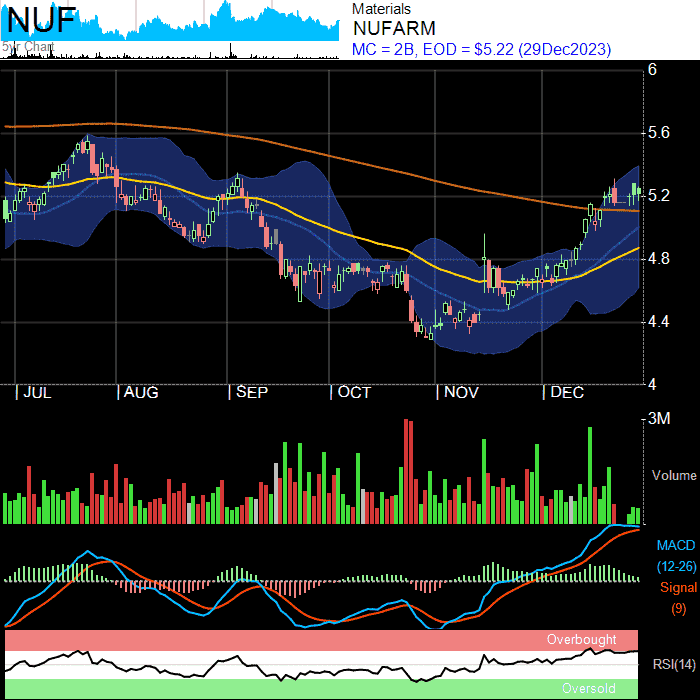 NUF
5yr Chart
Materials
NUFARM
MC = 2B, EOD = $5.22 (29Dec2023)
6
5.6
5.2
4.8
4.4
4
JUL AUG SEP OCT NOV DEC
3M
Volume
MACD
(12-26)
Signal
(9)
Overbought
RSI(14)
Oversold